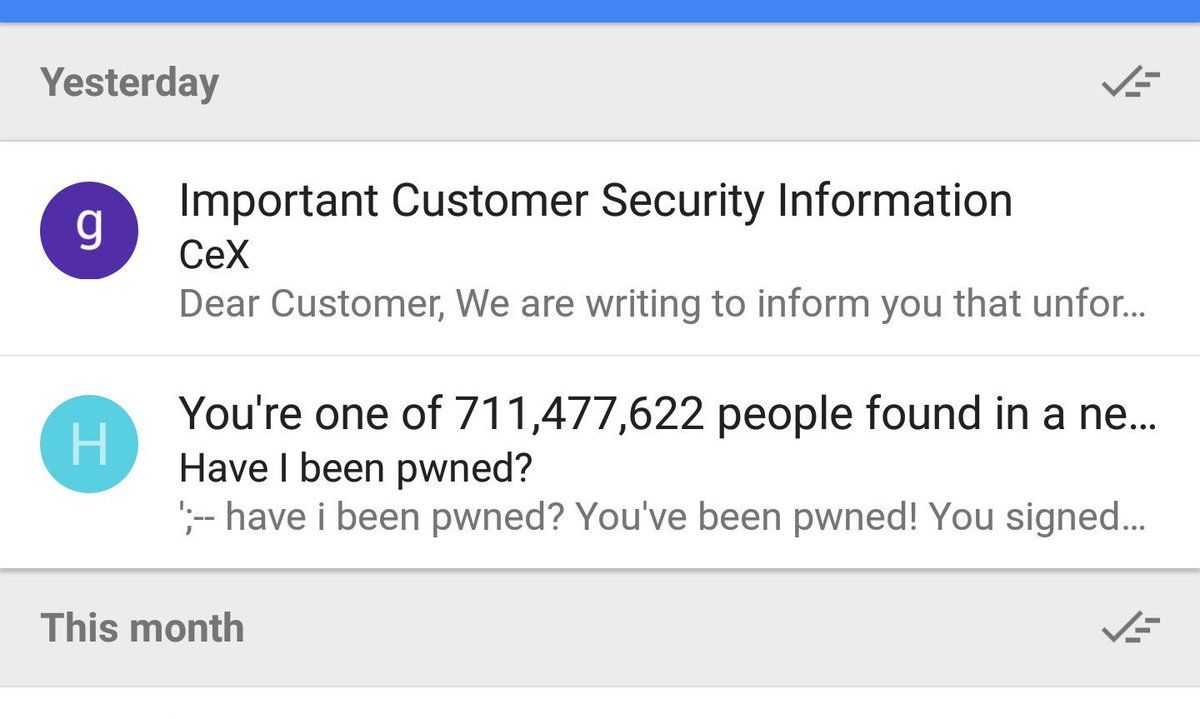 Yesterday
g
Important Customer Security Information
CeX
Dear Customer, We are writing to inform you that unfor...
H
You're one of 711,477,622 people found in a ne...
Have I been pwned?
';-- have i been pwned? You've been pwned! You signed...
This month